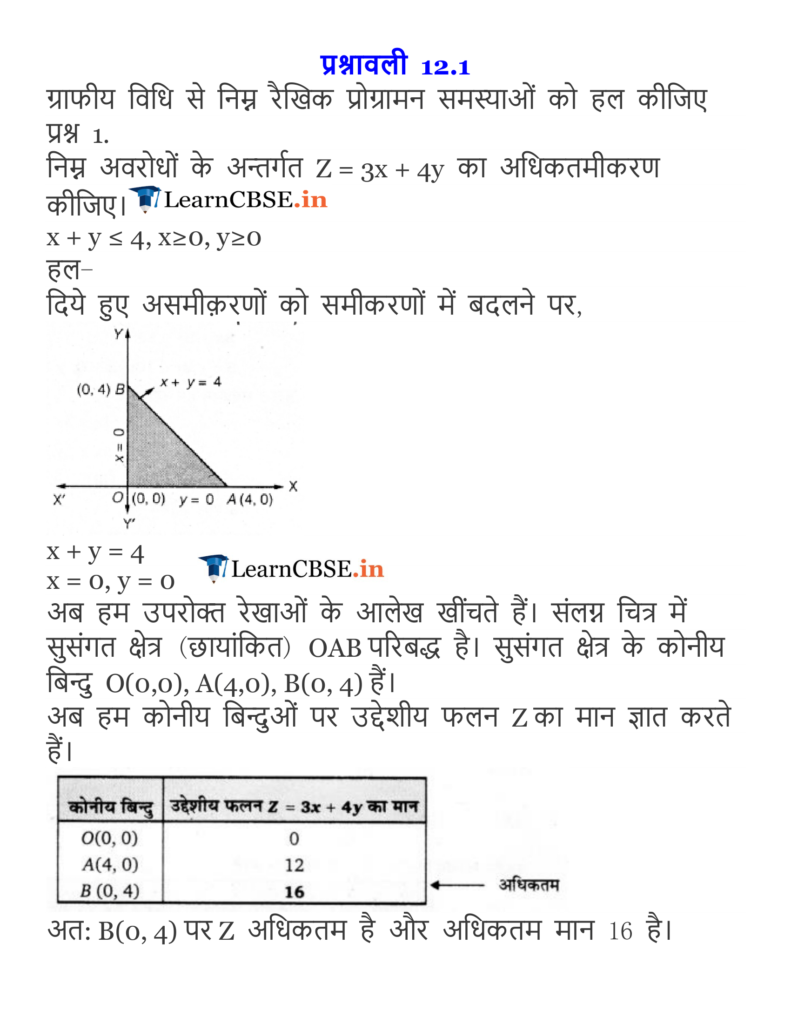 प्रश्नावली 12.1
ग्राफीय विधि से निम्न रैखिक प्रोग्रामन समस्याओं को हल कीजिए
प्रश्न 1.
निम्न अवरोधों के अन्तर्गत Z = 3x + 4y का अधिकतमीकरण
कीजिए। LearnCBSE.in
x + y ≤ 4, x≥0, y≥0
हल–
दिये हुए असमीक़रणों को समीकरणों में बदलने पर,
Y
(0, 4) B x + y = 4
x = 0
X' O (0, 0) y = 0 A (4, 0) X
Y'
x + y = 4
LearnCBSE.in
x = 0, y = 0
अब हम उपरोक्त रेखाओं के आलेख खींचते हैं। संलग्न चित्र में
सुसंगत क्षेत्र (छायांकित) OAB परिबद्ध है। सुसंगत क्षेत्र के कोनीय
बिन्दु O(0,0), A(4,0), B(0, 4) हैं।
अब हम कोनीय बिन्दुओं पर उद्देशीय फलन Z का मान ज्ञात करते
हैं।
कोनीय बिन्दु उद्देशीय फलन Z = 3x + 4y का मान
O(0, 0) 0
A(4, 0) 12
B (0, 4) 16 अधिकतम
अत: B(0, 4) पर Z अधिकतम है और अधिकतम मान 16 है।